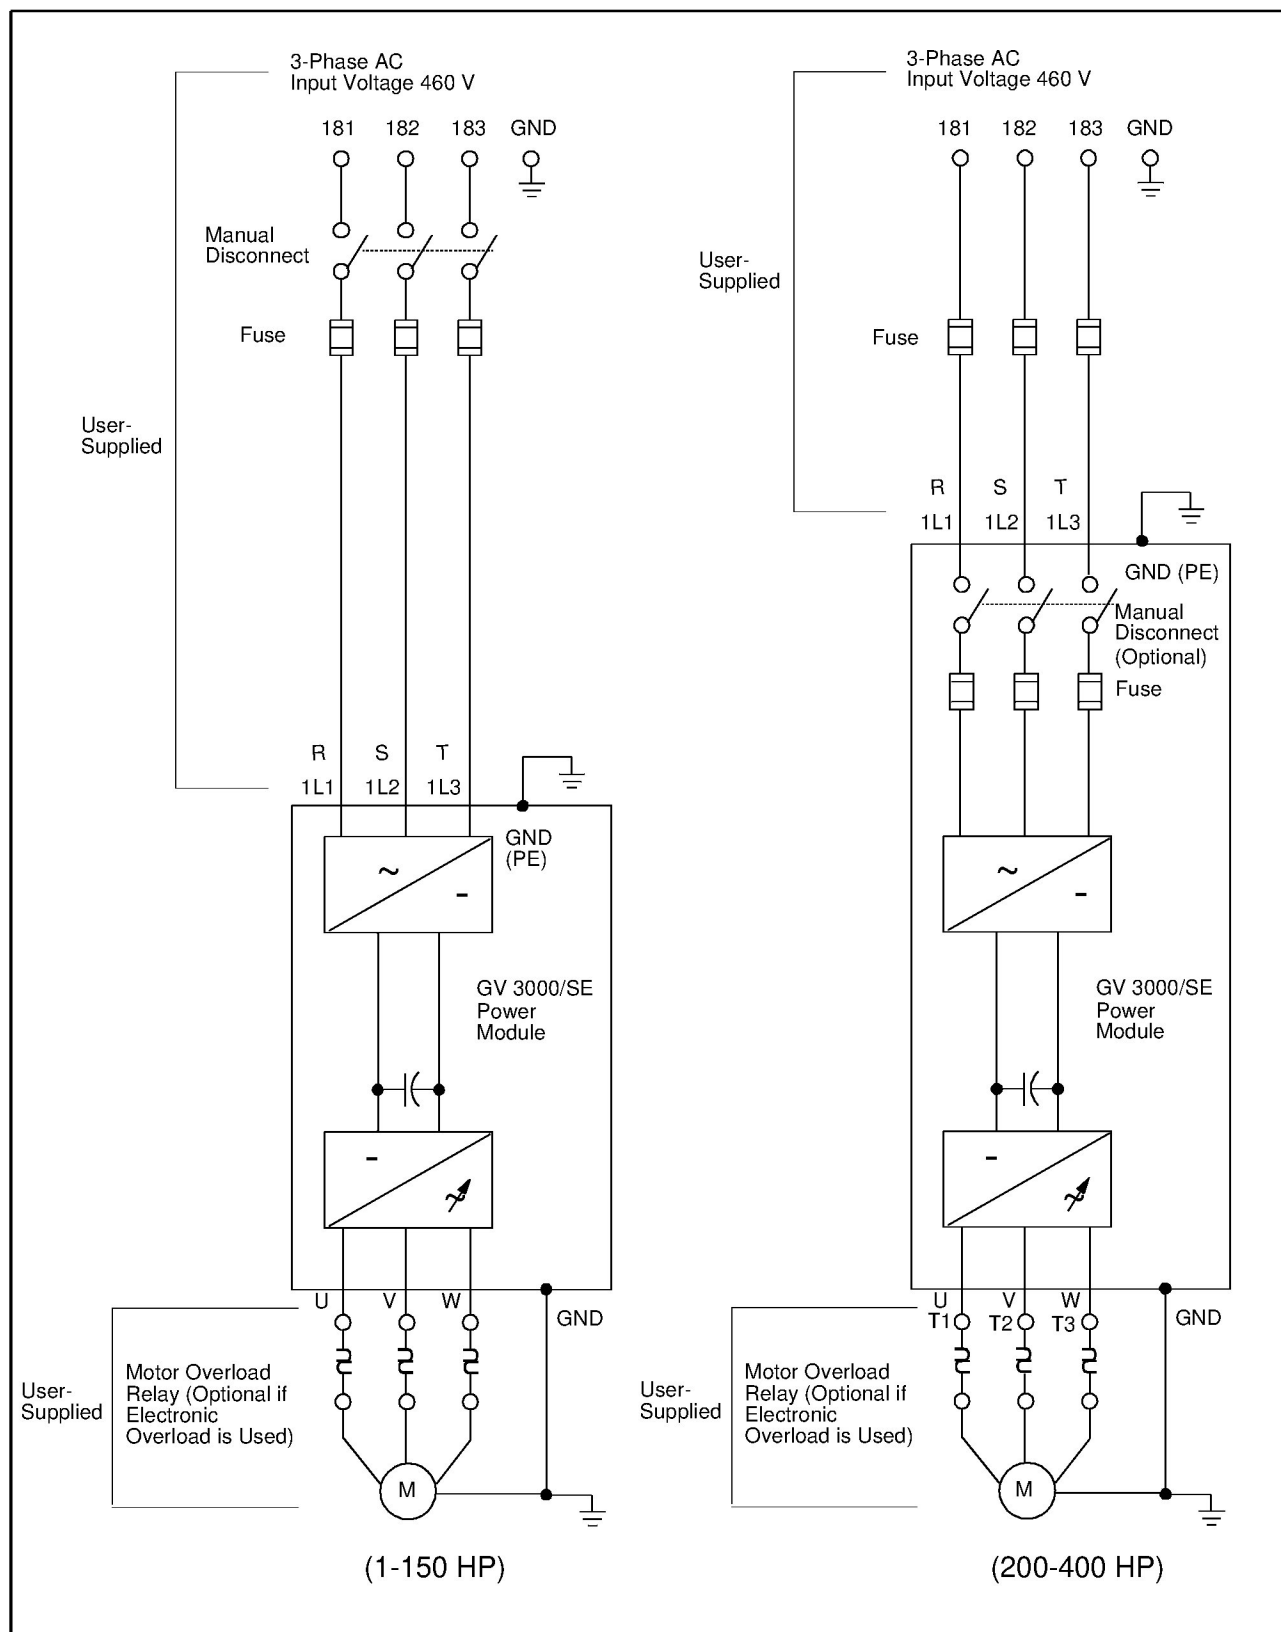 3-Phase AC
Input Voltage 460 V
181 182 183 GND
Manual
Disconnect
Fuse
User-
Supplied
R S T
1L1 1L2 1L3
GND
(PE)
~
-
GV 3000/SE
Power
Module
-
~
U V W
GND
User-
Supplied
Motor Overload
Relay (Optional if
Electronic
Overload is Used)
M
(1-150 HP)
3-Phase AC
Input Voltage 460 V
181 182 183 GND
User-
Supplied
Fuse
R S T
1L1 1L2 1L3
GND (PE)
Manual
Disconnect
(Optional)
Fuse
~
-
GV 3000/SE
Power
Module
-
~
U V W
T1 T2 T3
GND
User-
Supplied
Motor Overload
Relay (Optional if
Electronic
Overload is Used)
M
(200-400 HP)